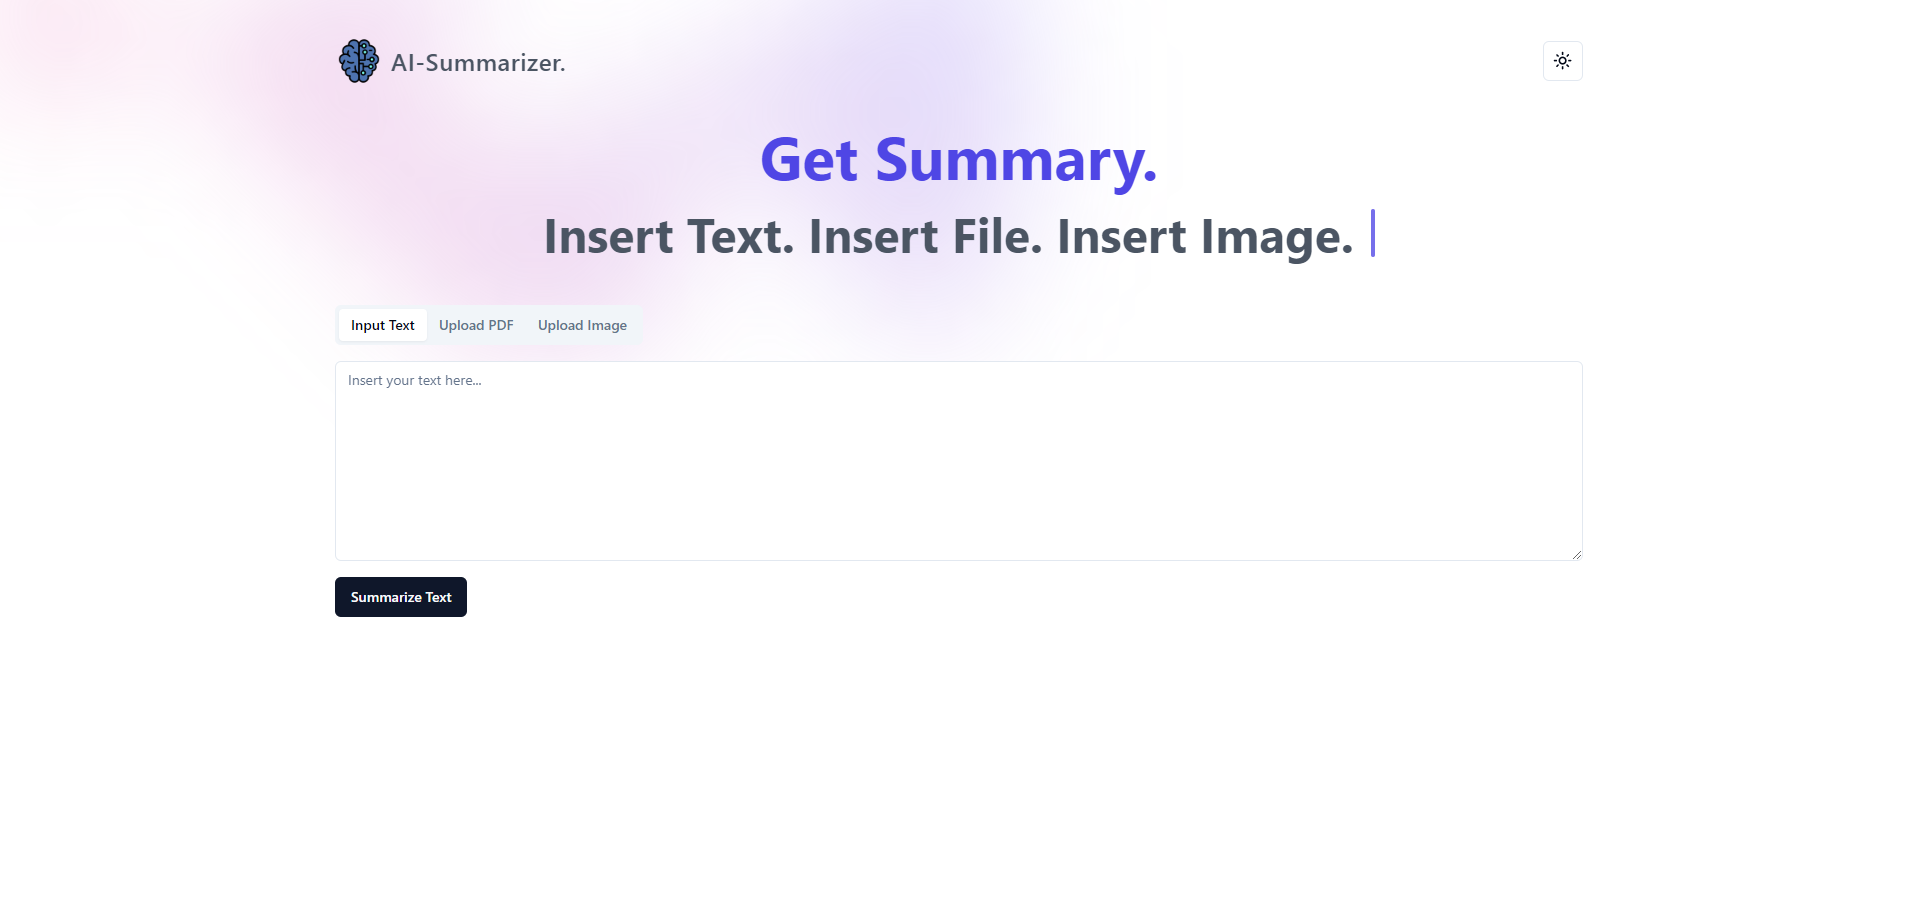 AI-Summarizer.
Get Summary.
Insert Text. Insert File. Insert Image.
Input Text Upload PDF Upload Image
Insert your text here...
Summarize Text